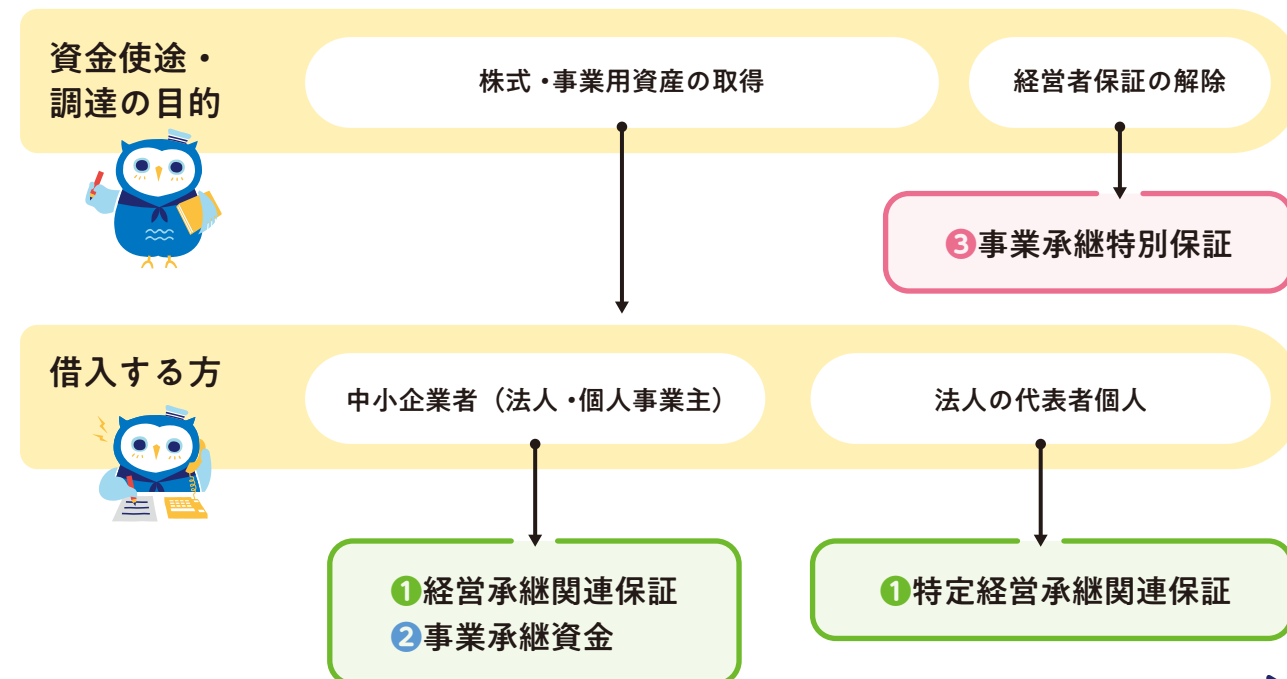 資金使途・
調達の目的
株式・事業用資産の取得
経営者保証の解除
❸事業承継特別保証
借入する方
中小企業者（法人・個人事業主）
法人の代表者個人
❶経営承継関連保証
❷事業承継資金
❶特定経営承継関連保証